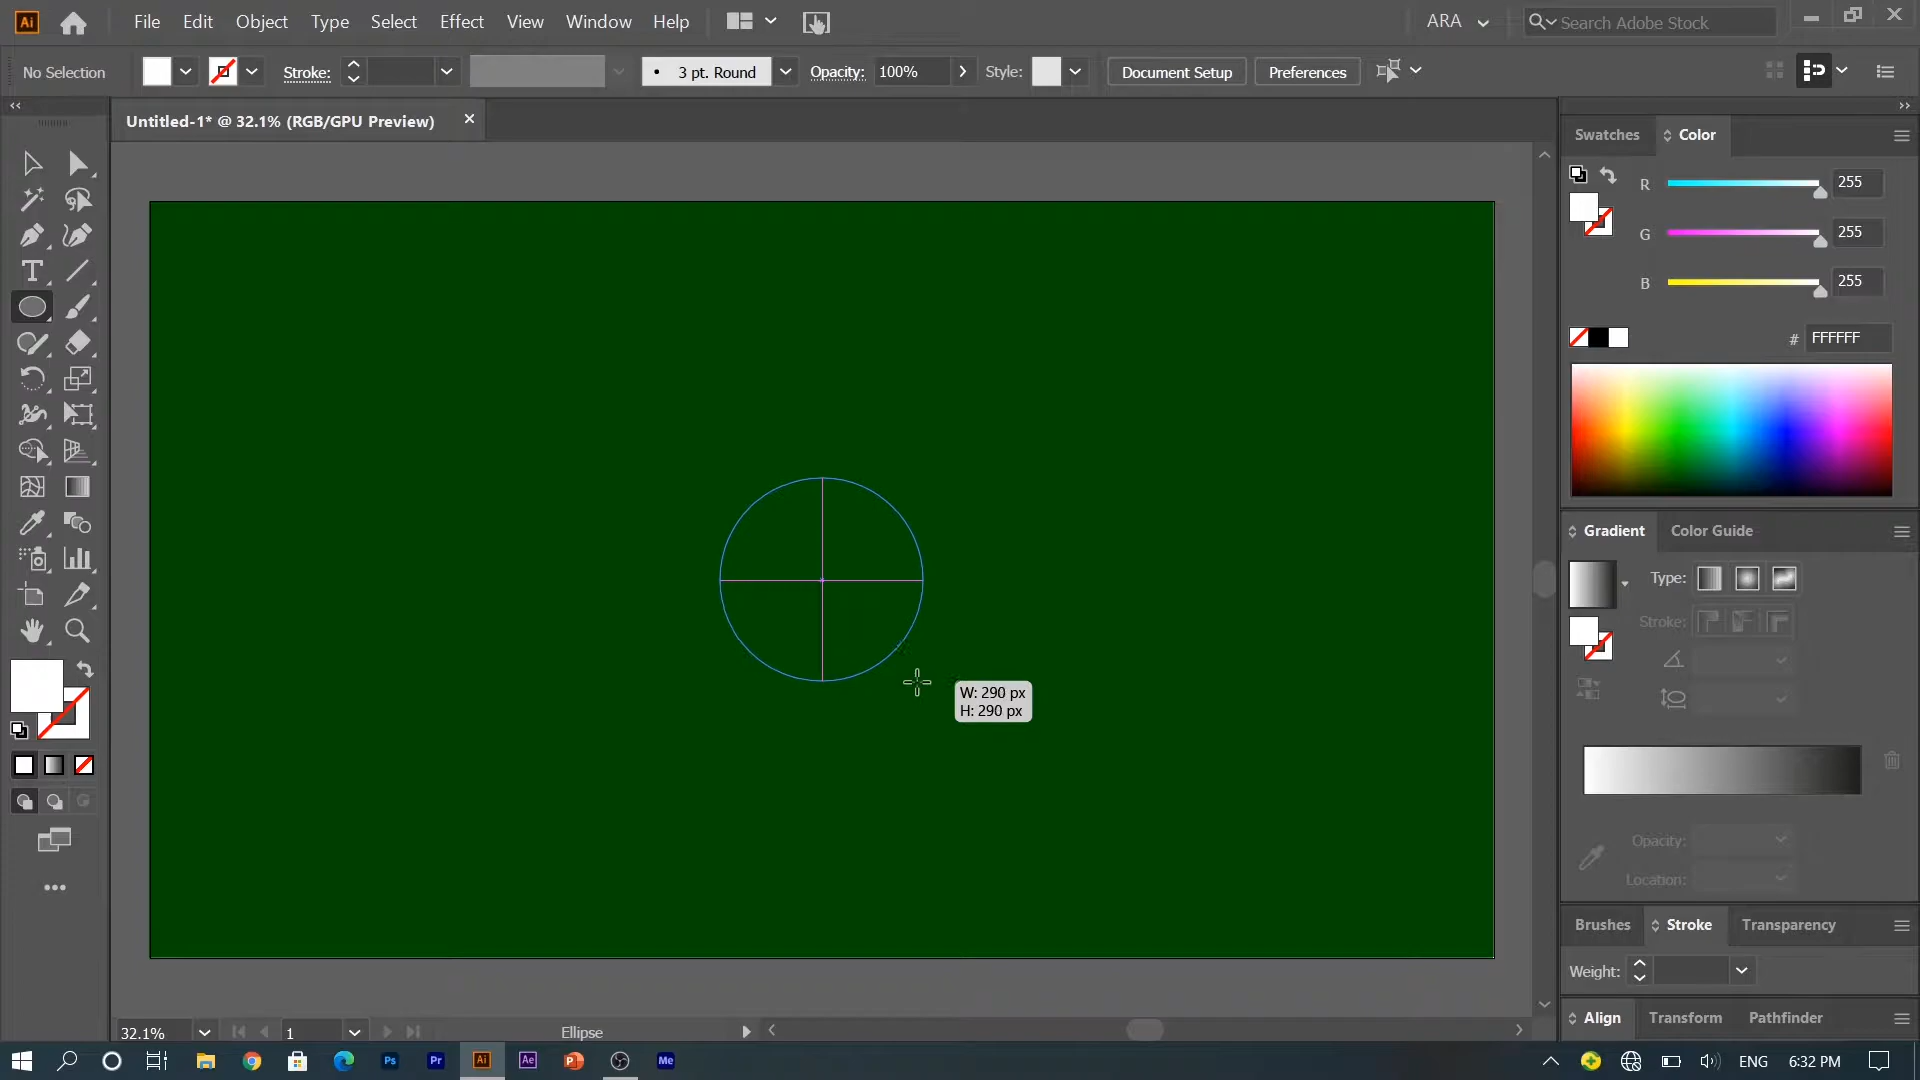 Ai File Edit Object Type Select Effect View Window Help ARA Search Adobe Stock
No Selection Stroke: 3 pt. Round Opacity: 100% Style: Document Setup Preferences
Untitled-1* @ 32.1% (RGB/GPU Preview)
Swatches Color
R 255
G 255
B 255
# FFFFFF
Gradient Color Guide
Type:
Stroke:
W: 290 px
H: 290 px
Opacity:
Location:
Brushes Stroke Transparency
Weight:
Align Transform Pathfinder
32.1% 1 Ellipse
Ps Pr Ai Ae P Me ENG 6:32 PM